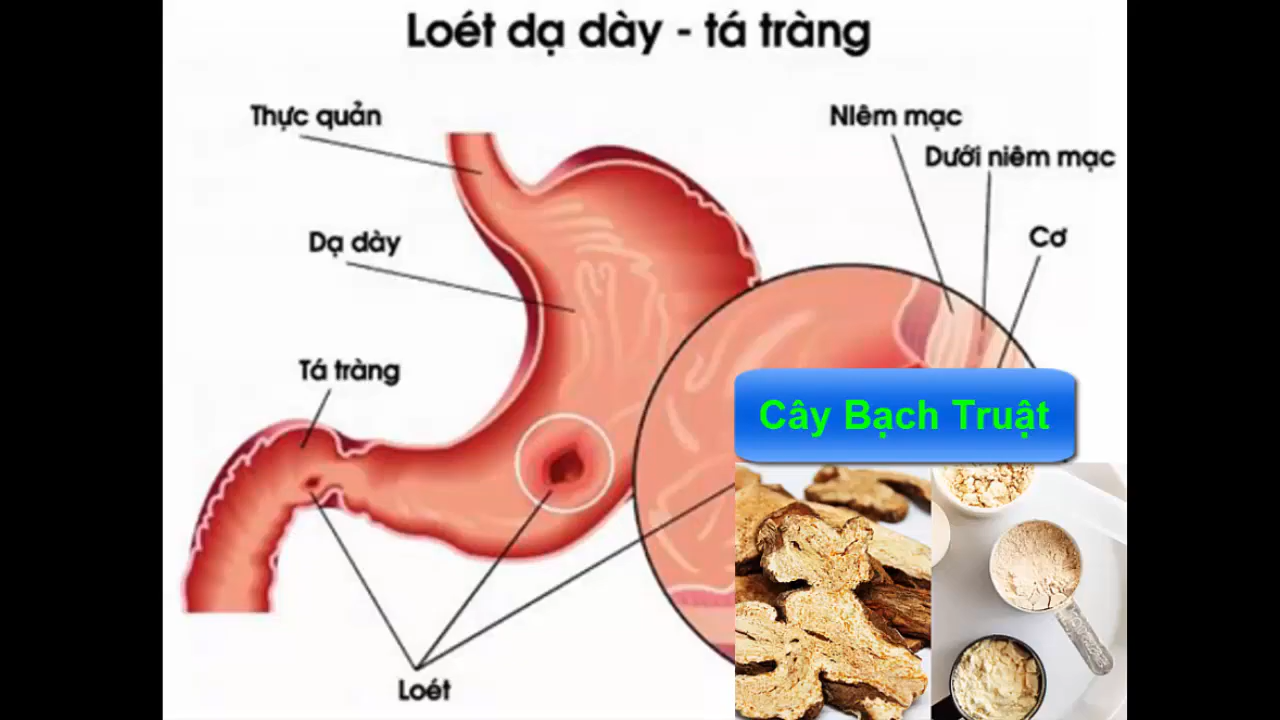 Loét dạ dày - tá tràng
Thực quản
Niêm mạc
Dưới niêm mạc
Cơ
Dạ dày
Tá tràng
Cây Bạch Truật
Loét